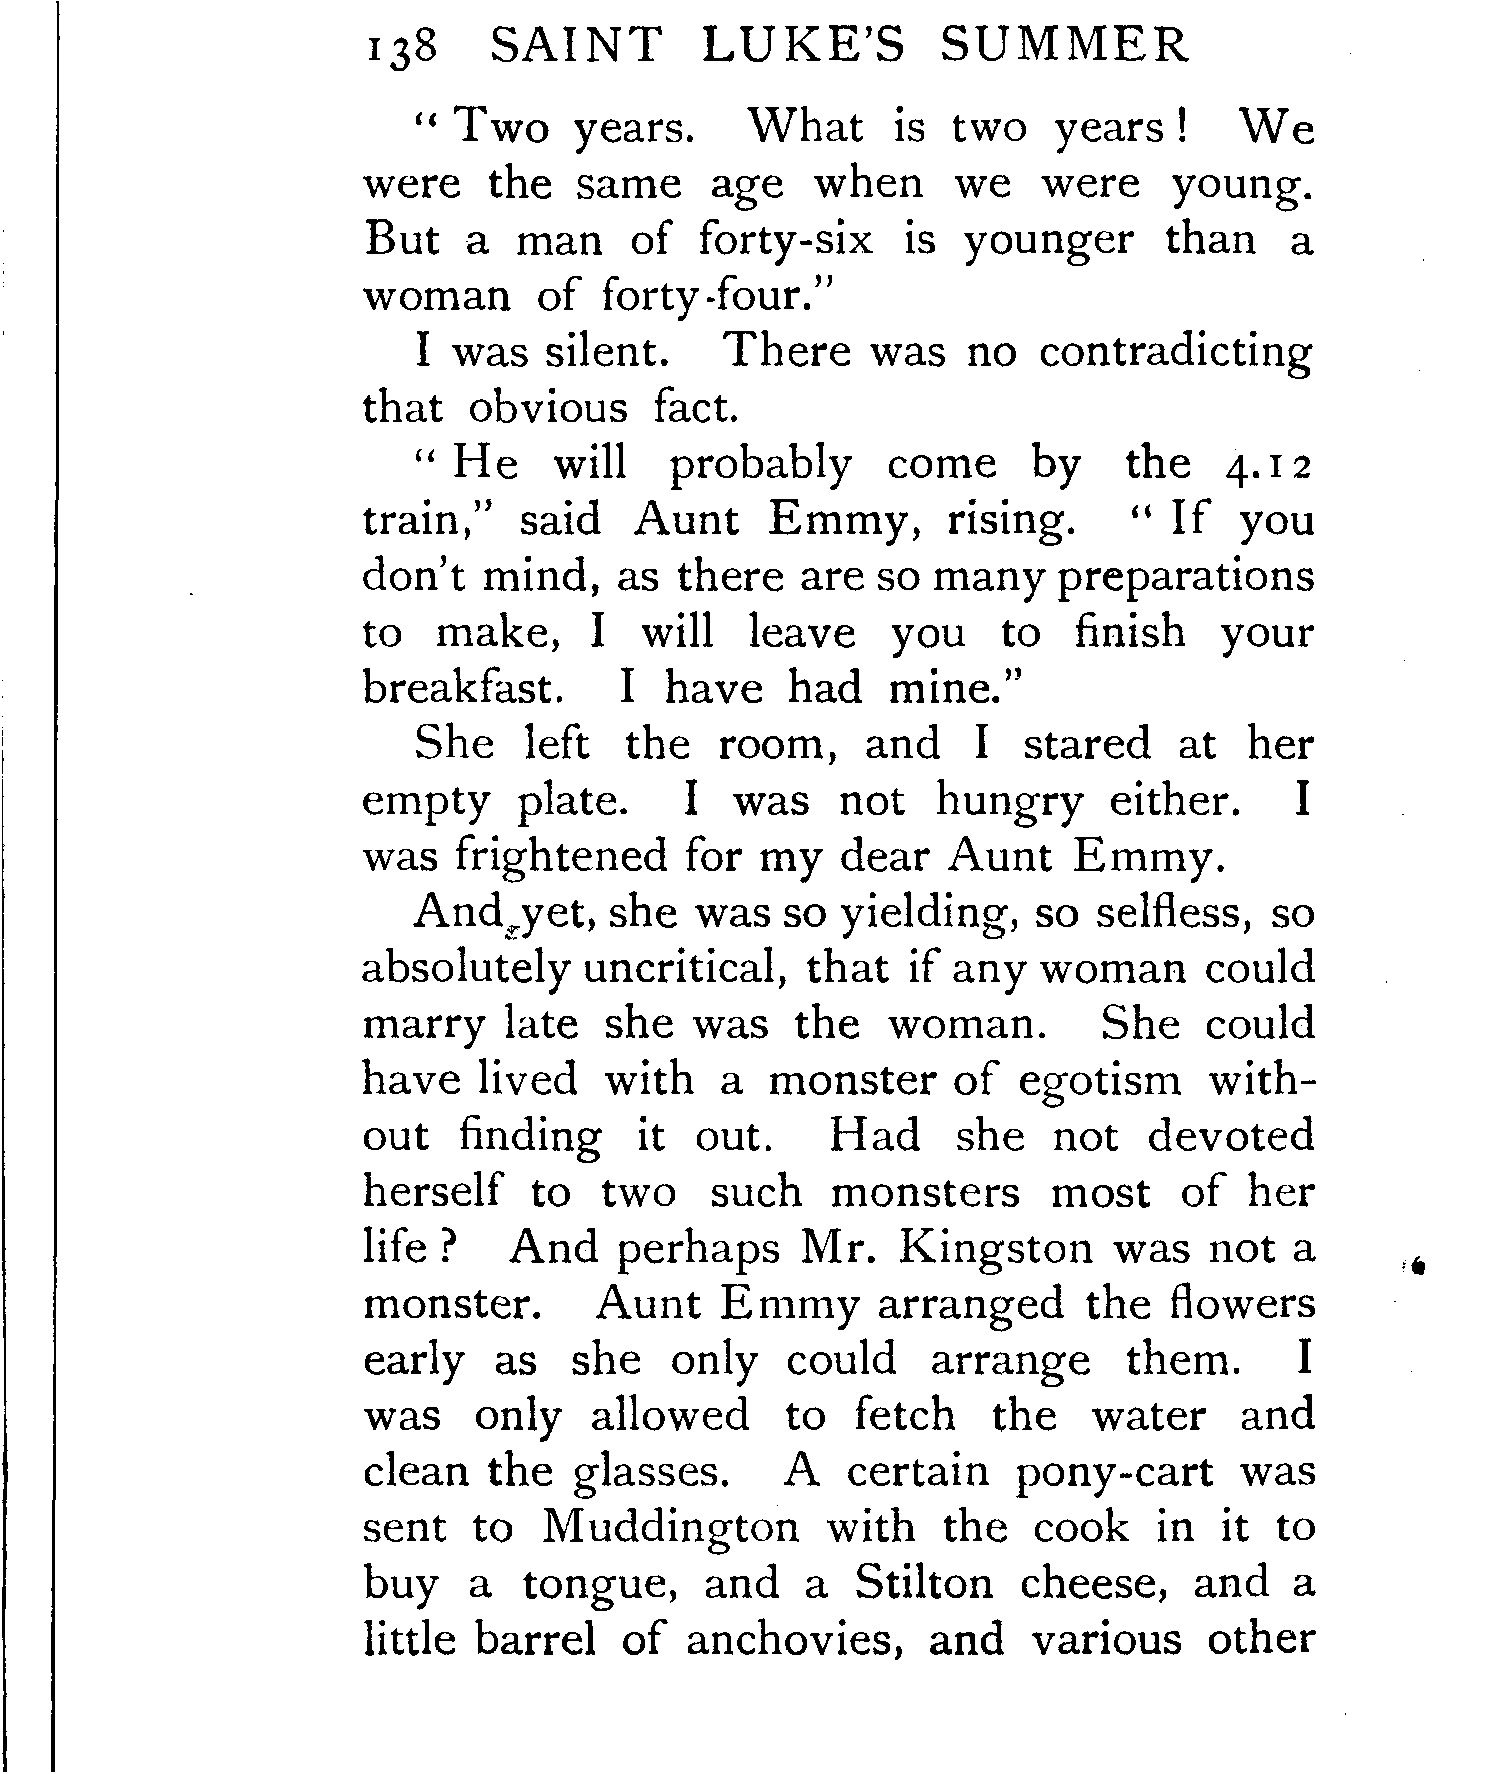 138 SAINT LUKE'S SUMMER
"Two years. What is two years! We
were the same age when we were young.
But a man of forty-six is younger than a
woman of forty-four."
I was silent. There was no contradicting
that obvious fact.
"He will probably come by the 4.12
train," said Aunt Emmy, rising. "If you
don't mind, as there are so many preparations
to make, I will leave you to finish your
breakfast. I have had mine."
She left the room, and I stared at her
empty plate. I was not hungry either. I
was frightened for my dear Aunt Emmy.
And yet, she was so yielding, so selfless, so
absolutely uncritical, that if any woman could
marry late she was the woman. She could
have lived with a monster of egotism with-
out finding it out. Had she not devoted
herself to two such monsters most of her
life? And perhaps Mr. Kingston was not a
monster. Aunt Emmy arranged the flowers
early as she only could arrange them. I
was only allowed to fetch the water and
clean the glasses. A certain pony-cart was
sent to Muddington with the cook in it to
buy a tongue, and a Stilton cheese, and a
little barrel of anchovies, and various other